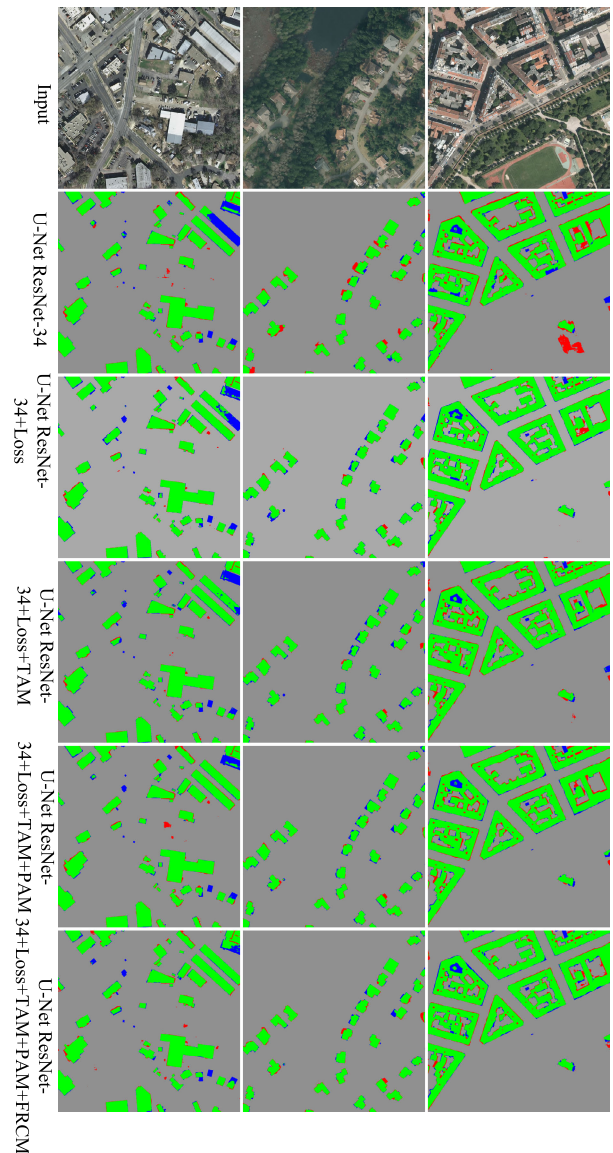 Input
U-Net ResNet-34
U-Net ResNet-
34+Loss
U-Net ResNet-
34+Loss+TAM
U-Net ResNet-
34+Loss+TAM+PAM
U-Net ResNet-
34+Loss+TAM+PAM+FRCM